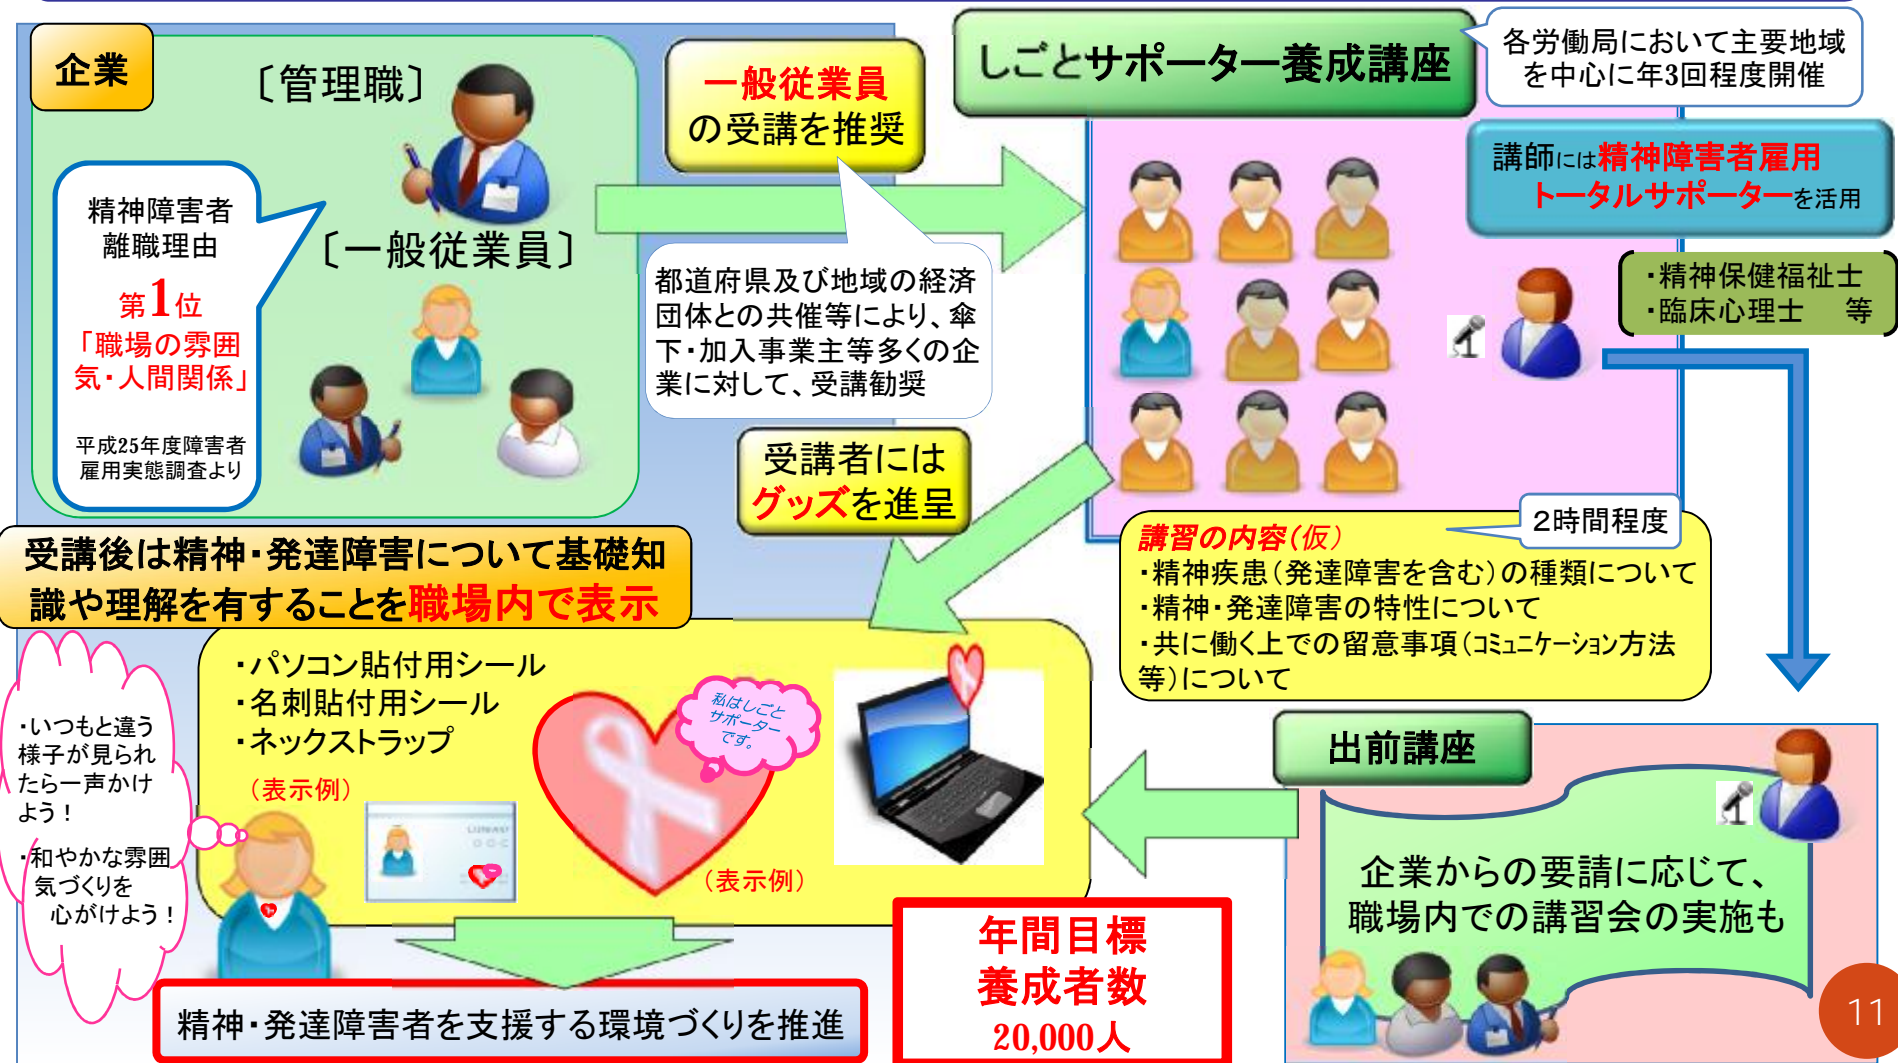 企業
〔管理職〕
精神障害者
離職理由
第1位
「職場の雰囲
気・人間関係」
平成25年度障害者
雇用実態調査より
〔一般従業員〕
一般従業員
の受講を推奨
都道府県及び地域の経済
団体との共催等により、傘
下・加入事業主等多くの企
業に対して、受講勧奨
しごとサポーター養成講座
各労働局において主要地域
を中心に年3回程度開催
講師には精神障害者雇用
トータルサポーターを活用
・精神保健福祉士
・臨床心理士　等
受講者には
グッズを進呈
2時間程度
講習の内容(仮)
・精神疾患(発達障害を含む)の種類について
・精神・発達障害の特性について
・共に働く上での留意事項(コミュニケーション方法
等)について
受講後は精神・発達障害について基礎知
識や理解を有することを職場内で表示
・パソコン貼付用シール
・名刺貼付用シール
・ネックストラップ
(表示例)
私はしごと
サポーター
です。
(表示例)
・いつもと違う
様子が見られ
たら一声かけ
よう！
・和やかな雰囲
気づくりを
心がけよう！
出前講座
企業からの要請に応じて、
職場内での講習会の実施も
年間目標
養成者数
20,000人
精神・発達障害者を支援する環境づくりを推進
11